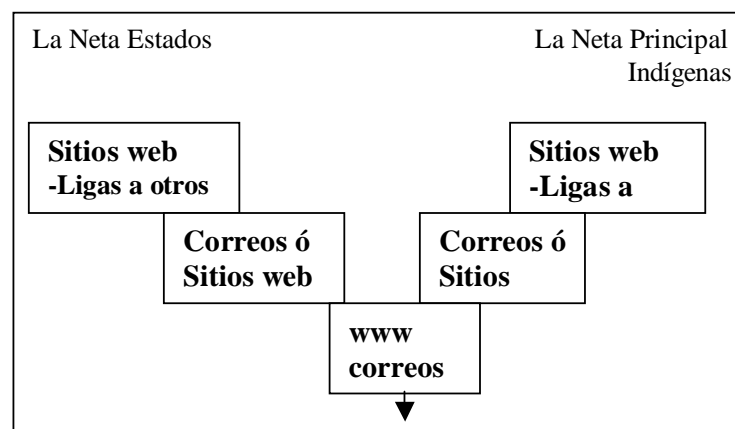 La Neta Estados
La Neta Principal
Indígenas
Sitios web
-Ligas a otros
Sitios web
-Ligas a
Correos ó
Sitios web
Correos ó
Sitios
www
correos